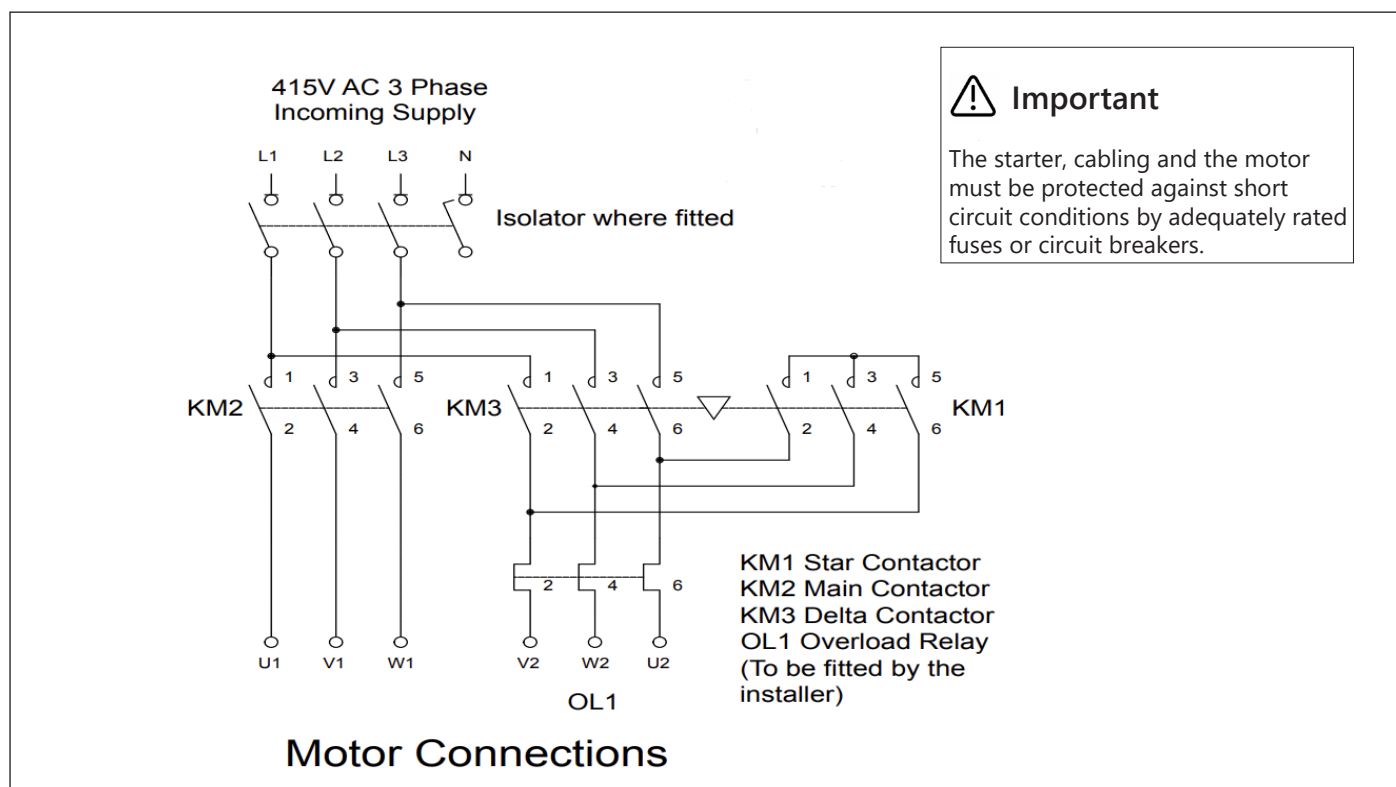 415V AC 3 Phase
Incoming Supply
L1 L2 L3 N
Isolator where fitted
Important
The starter, cabling and the motor
must be protected against short
circuit conditions by adequately rated
fuses or circuit breakers.
1 3 5 1 3 5 1 3 5
KM2 KM3 KM1
2 4 6 2 4 6 2 4 6
2 4 6
U1 V1 W1 V2 W2 U2
OL1
KM1 Star Contactor
KM2 Main Contactor
KM3 Delta Contactor
OL1 Overload Relay
(To be fitted by the
installer)
Motor Connections